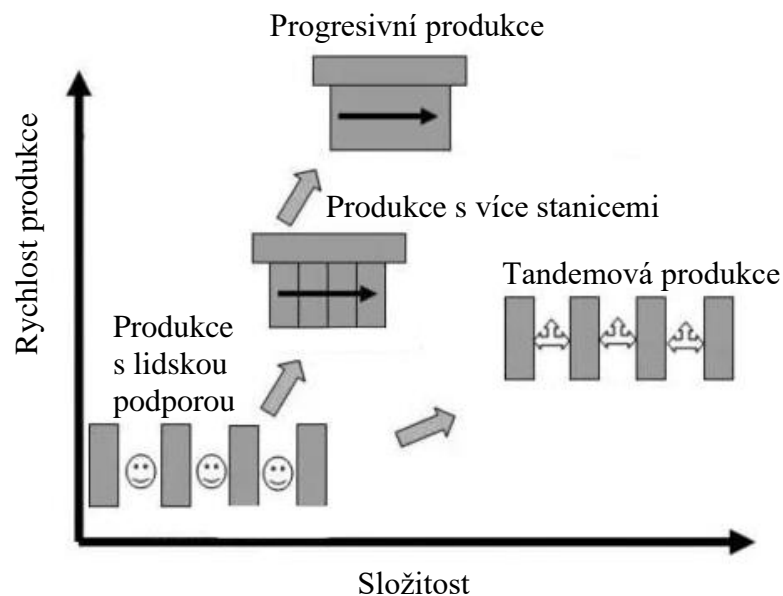 Progresivní produkce
Rychlost produkce
Produkce s více stanicemi
Tandemová produkce
Produkce
s lidskou
podporou
Složitost